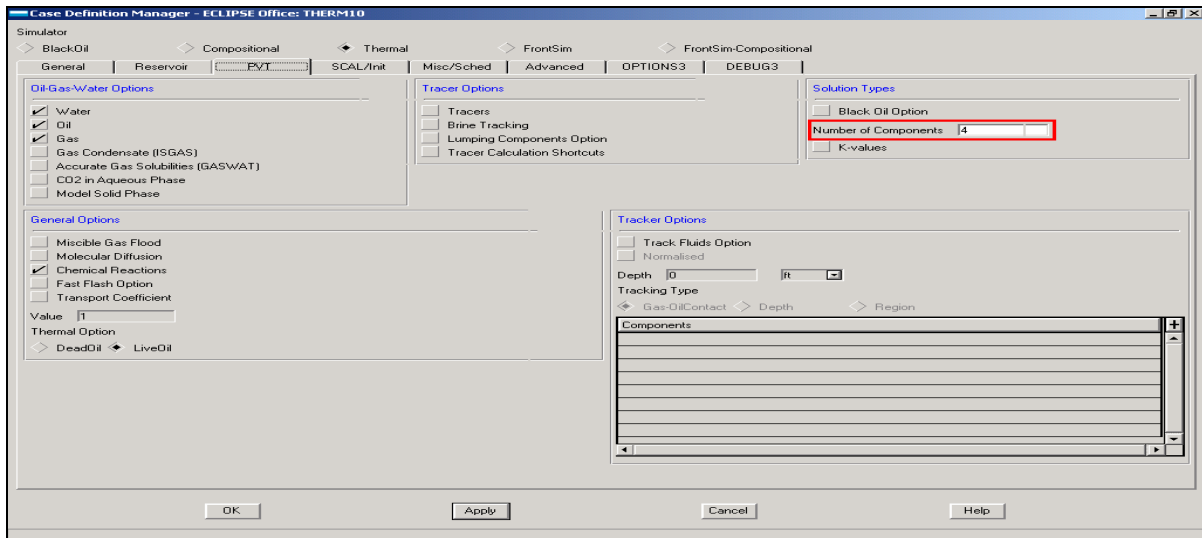 Case Definition Manager - ECLIPSE Office: THERM10
Simulator
BlackOil Compositional Thermal FrontSim FrontSim-Compositional
General Reservoir PVT SCAL/Init Misc/Sched Advanced OPTIONS3 DEBUG3
Oil-Gas-Water Options
Water
Oil
Gas
Gas Condensate (ISGAS)
Accurate Gas Solubilities (GASWAT)
CO2 in Aqueous Phase
Model Solid Phase
Tracer Options
Tracers
Brine Tracking
Lumping Components Option
Tracer Calculation Shortcuts
Solution Types
Black Oil Option
Number of Components 4
K-values
General Options
Miscible Gas Flood
Molecular Diffusion
Chemical Reactions
Fast Flash Option
Transport Coefficient
Value 1
Thermal Option
DeadOil LiveOil
Tracker Options
Track Fluids Option
Normalised
Depth 0 ft
Tracking Type
Gas-OilContact Depth Region
Components
OK Apply Cancel Help